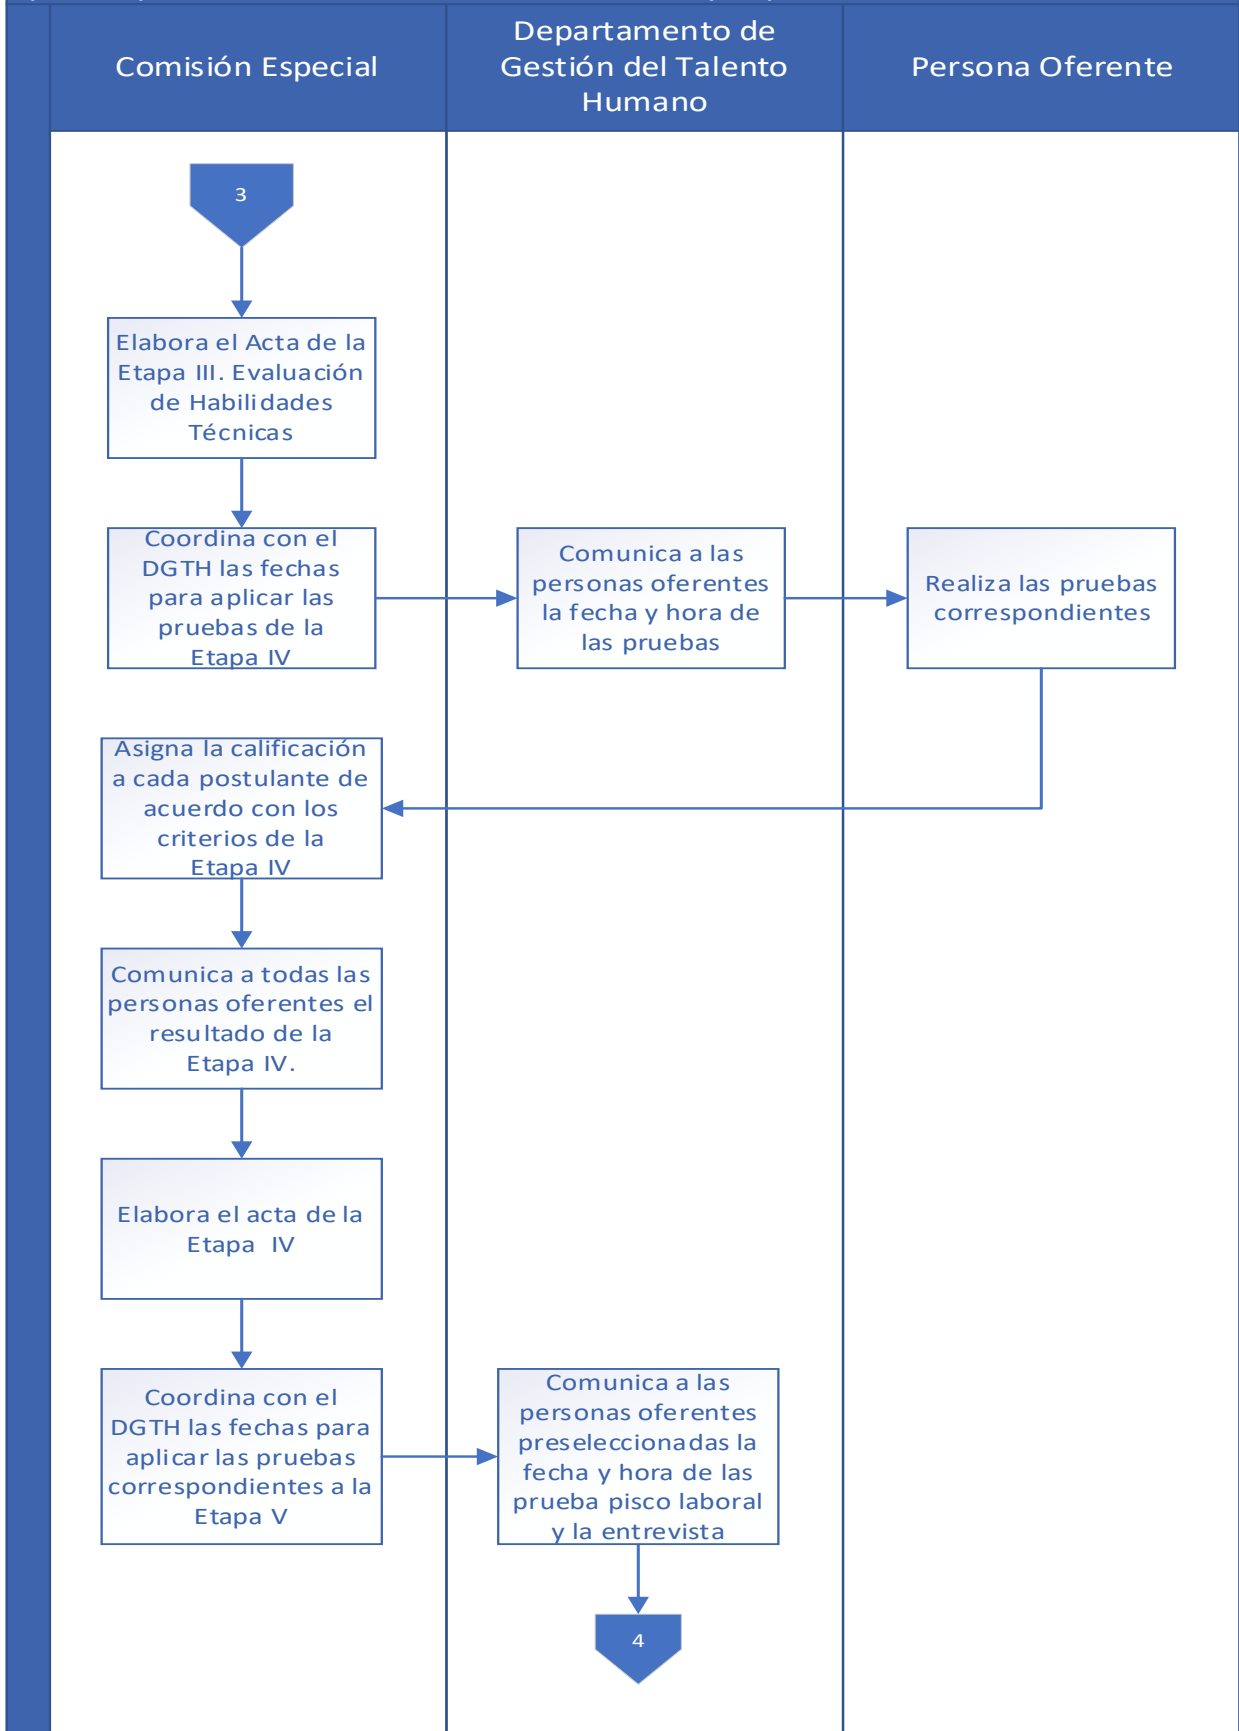 Comisión Especial
Departamento de
Gestión del Talento
Humano
Persona Oferente
3
Elabora el Acta de la
Etapa III. Evaluación
de Habilidades
Técnicas
Coordina con el
DGTH las fechas
para aplicar las
pruebas de la
Etapa IV
Comunica a las
personas oferentes
la fecha y hora de
las pruebas
Realiza las pruebas
correspondientes
Asigna la calificación
a cada postulante de
acuerdo con los
criterios de la
Etapa IV
Comunica a todas las
personas oferentes el
resultado de la
Etapa IV.
Elabora el acta de la
Etapa IV
Coordina con el
DGTH las fechas para
aplicar las pruebas
correspondientes a la
Etapa V
Comunica a las
personas oferentes
preseleccionadas la
fecha y hora de las
prueba pisco laboral
y la entrevista
4